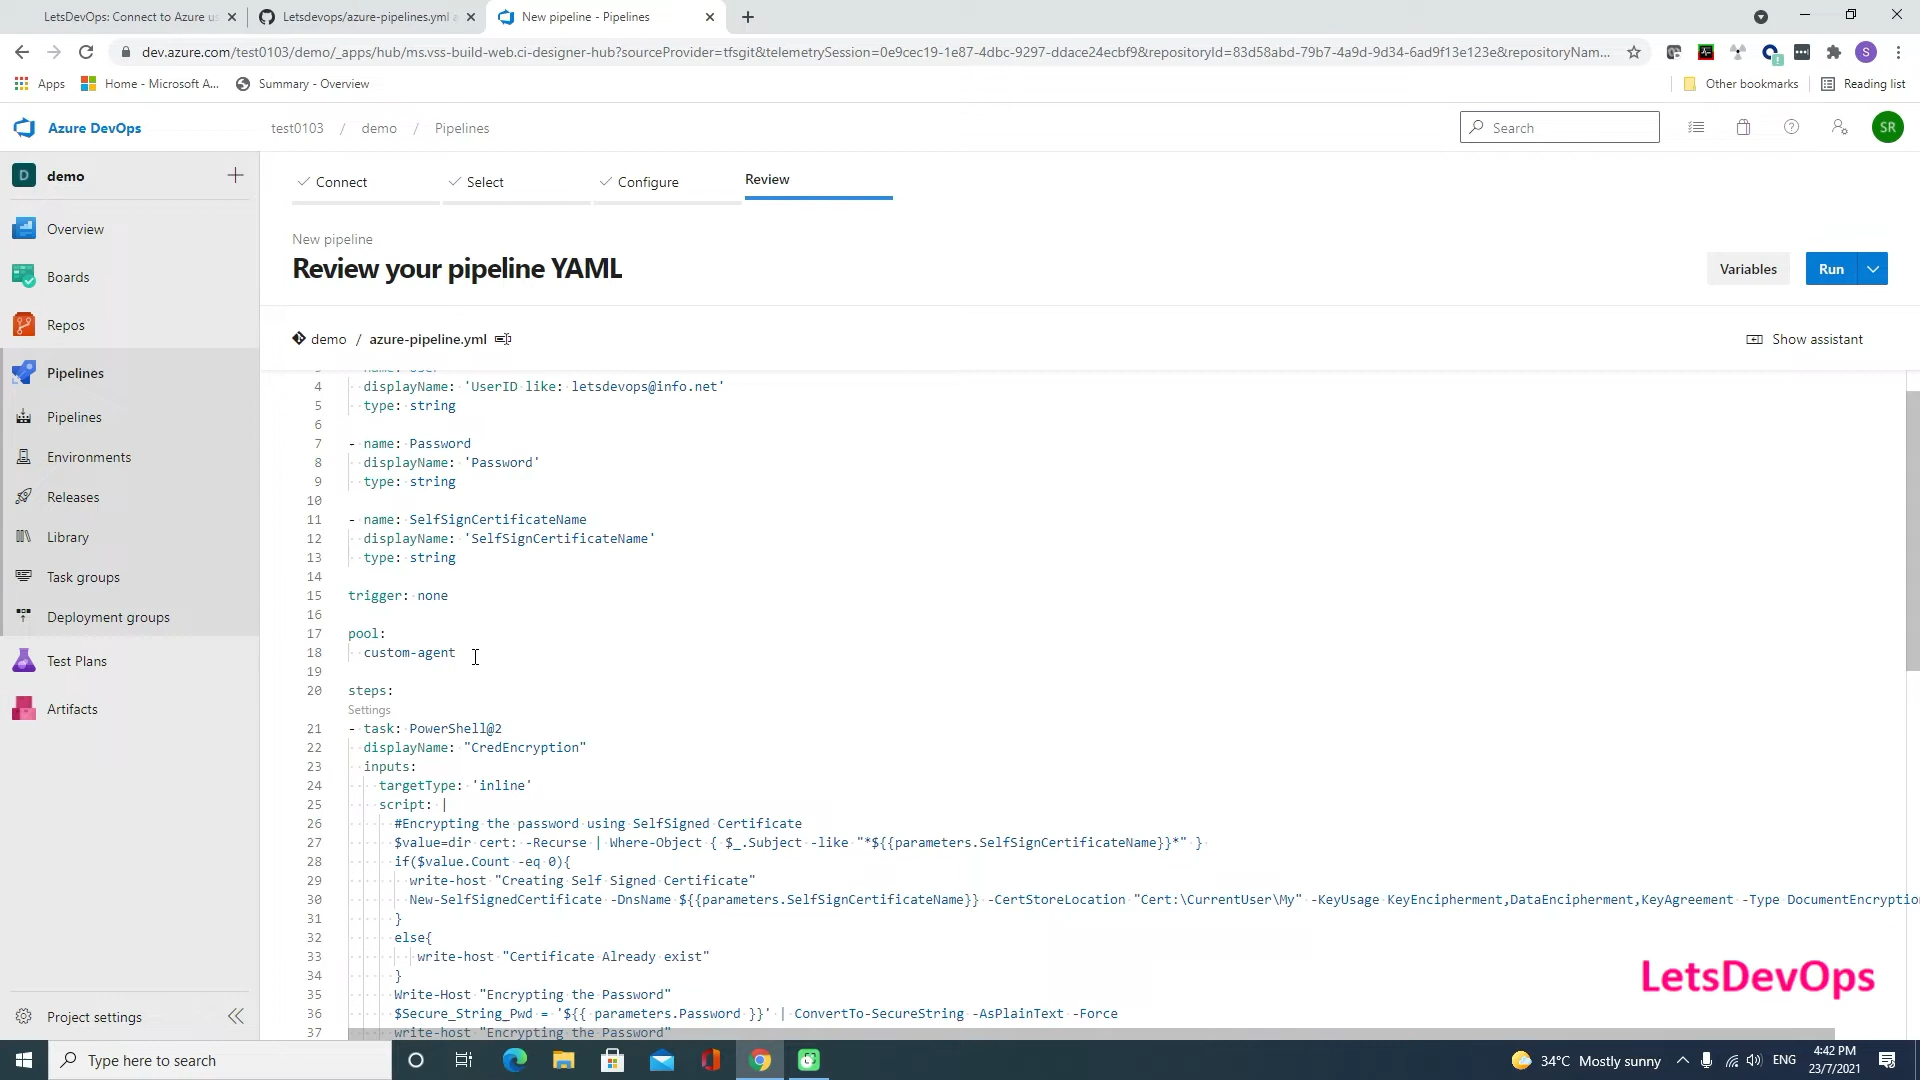 LetsDevOps: Connect to Azure us
Letsdevops/azure-pipelines.yml a
New pipeline - Pipelines
dev.azure.com/test0103/demo/_apps/hub/ms.vss-build-web.ci-designer-hub?sourceProvider=tfsgit&telemetrySession=0e9cec19-1e87-4dbc-9297-ddace24ecbf9&repositoryId=83d58abd-79b7-4a9d-9d34-6ad9f13e123e&repositoryNam...
S
Apps
Home - Microsoft A...
Summary - Overview
Other bookmarks
Reading list
Azure DevOps
test0103 / demo / Pipelines
Search
SR
D demo
Overview
Boards
Repos
Pipelines
Pipelines
Environments
Releases
Library
Task groups
Deployment groups
Test Plans
Artifacts
Project settings
Connect
Select
Configure
Review
New pipeline
Review your pipeline YAML
Variables
Run
demo / azure-pipeline.yml
Show assistant
3 - name: User
4 displayName: 'UserID like: letsdevops@info.net'
5 type: string
6
7 - name: Password
8 displayName: 'Password'
9 type: string
10
11 - name: SelfSignCertificateName
12 displayName: 'SelfSignCertificateName'
13 type: string
14
15 trigger: none
16
17 pool:
18 custom-agent
19
20 steps:
Settings
21 - task: PowerShell@2
22 displayName: "CredEncryption"
23 inputs:
24 targetType: 'inline'
25 script: |
26 #Encrypting the password using SelfSigned Certificate
27 $value=dir cert: -Recurse | Where-Object { $_.Subject -like "*${{parameters.SelfSignCertificateName}}*" }
28 if($value.Count -eq 0){
29 write-host "Creating Self Signed Certificate"
30 New-SelfSignedCertificate -DnsName ${{parameters.SelfSignCertificateName}} -CertStoreLocation "Cert:\CurrentUser\My" -KeyUsage KeyEncipherment,DataEncipherment,KeyAgreement -Type DocumentEncryptio
31 }
32 else{
33 write-host "Certificate Already exist"
34 }
35 Write-Host "Encrypting the Password"
36 $Secure_String_Pwd = '${{ parameters.Password }}' | ConvertTo-SecureString -AsPlainText -Force
37 write-host "Encrypting the Password"
LetsDevOps
Type here to search
34°C Mostly sunny
ENG
4:42 PM
23/7/2021